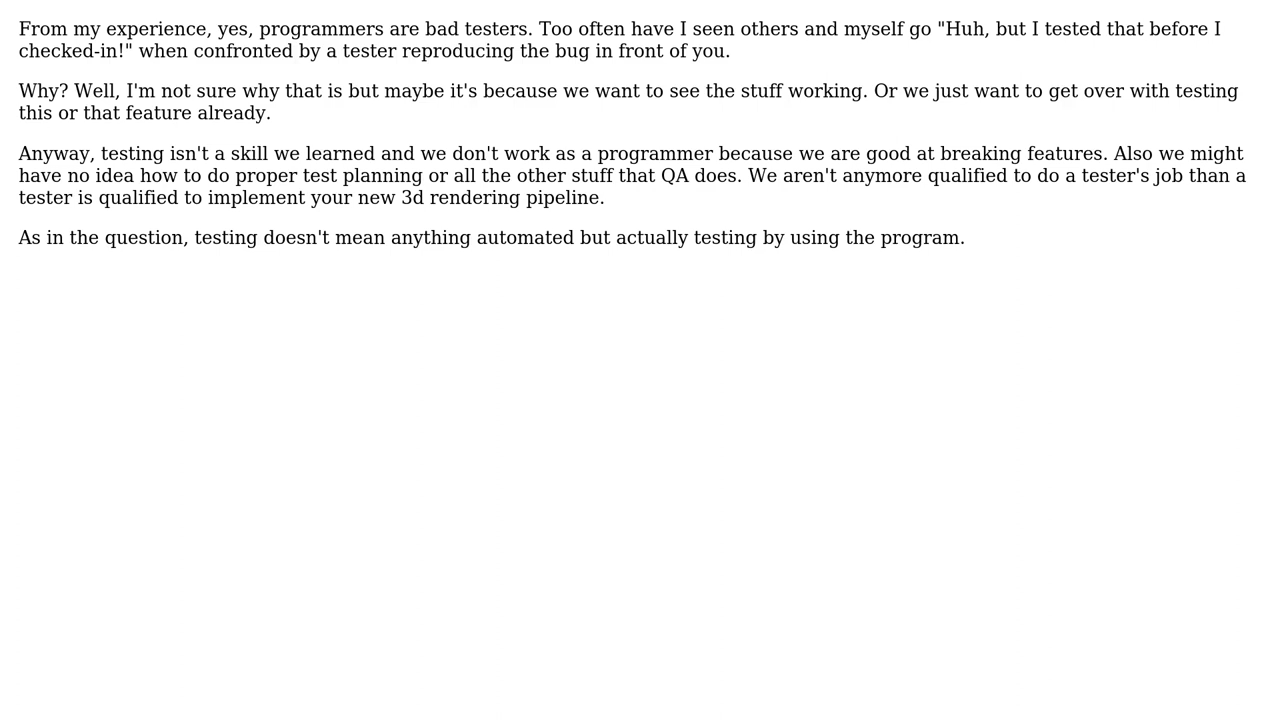 From my experience, yes, programmers are bad testers. Too often have I seen others and myself go "Huh, but I tested that before I
checked-in!" when confronted by a tester reproducing the bug in front of you.
Why? Well, I'm not sure why that is but maybe it's because we want to see the stuff working. Or we just want to get over with testing
this or that feature already.
Anyway, testing isn't a skill we learned and we don't work as a programmer because we are good at breaking features. Also we might
have no idea how to do proper test planning or all the other stuff that QA does. We aren't anymore qualified to do a tester's job than a
tester is qualified to implement your new 3d rendering pipeline.
As in the question, testing doesn't mean anything automated but actually testing by using the program.